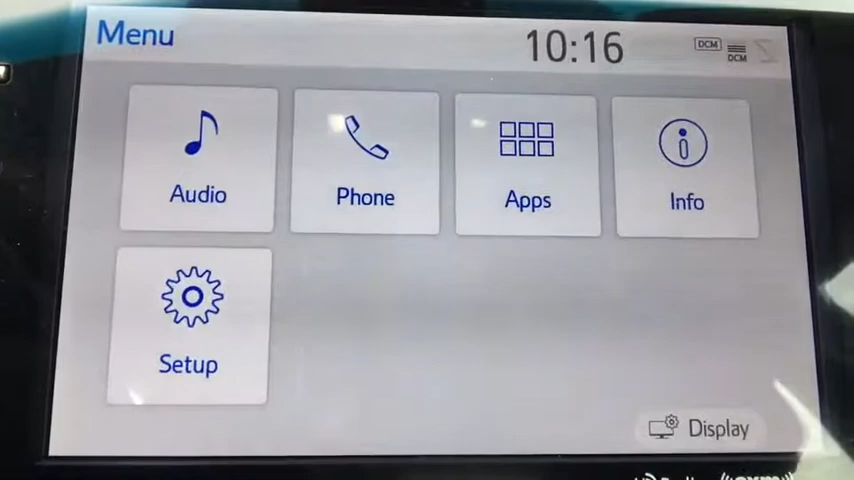 Menu
10:16
DCM
DCM
Audio
Phone
Apps
Info
Setup
Display